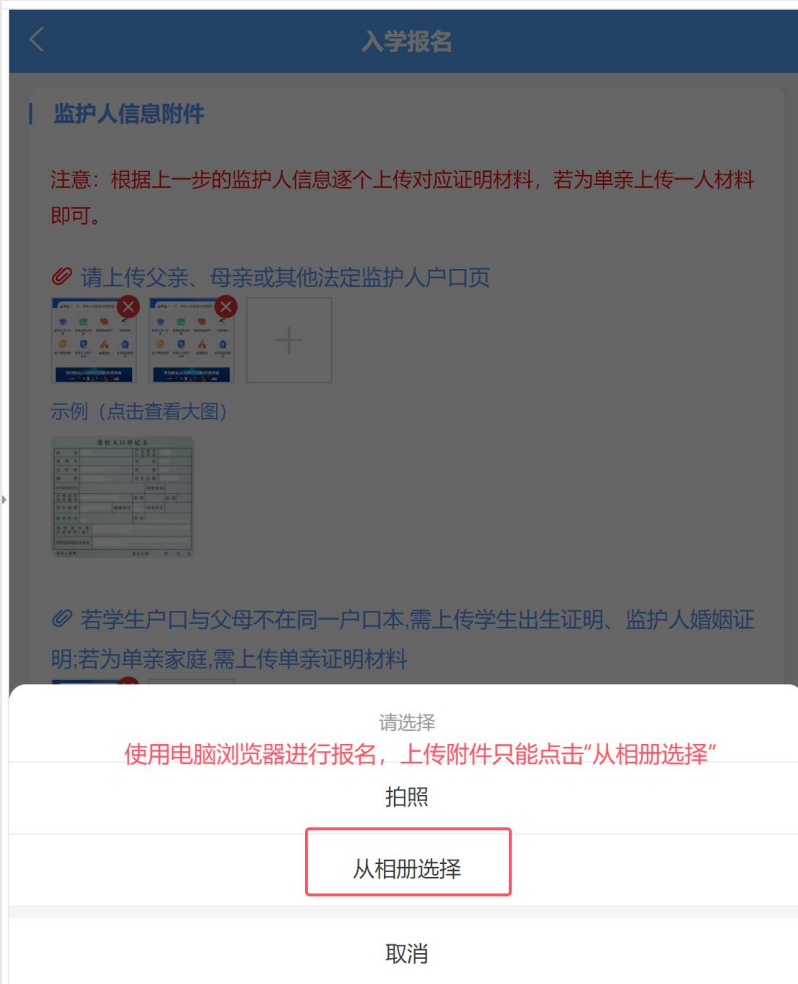 入学报名
监护人信息附件
注意：根据上一步的监护人信息逐个上传对应证明材料，若为单亲上传一人材料
即可。
请上传父亲、母亲或其他法定监护人户口页
示例（点击查看大图）
常住人口登记卡
若学生户口与父母不在同一户口本,需上传学生出生证明、监护人婚姻证
明;若为单亲家庭,需上传单亲证明材料
请选择
使用电脑浏览器进行报名，上传附件只能点击“从相册选择”
拍照
从相册选择
取消